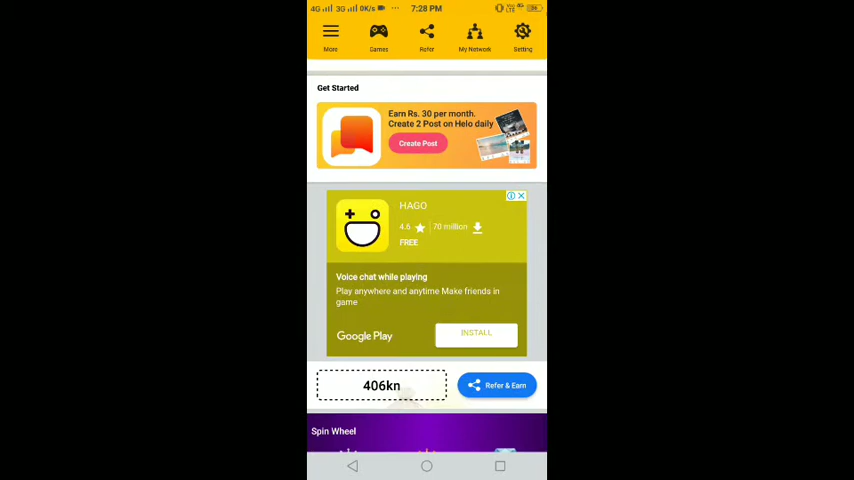 4G 3G 0K/s ... 7:28 PM
More Games Refer My Network Setting
Get Started
Earn Rs. 30 per month.
Create 2 Post on Helo daily
Create Post
HAGO
4.6 70 million
FREE
Voice chat while playing
Play anywhere and anytime Make friends in
game
Google Play INSTALL
406kn Refer & Earn
Spin Wheel